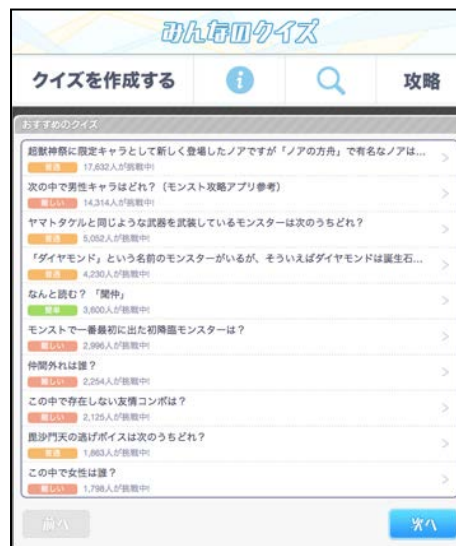 みんなのクイズ
クイズを作成する
攻略
おすすめのクイズ
超獣神祭に限定キャラとして新しく登場したノアですが「ノアの方舟」で有名なノアは...
普通 17,632人が挑戦中!
次の中で男性キャラはどれ?(モンスト攻略アプリ参考)
難しい 14,314人が挑戦中!
ヤマトタケルと同じような武器を武装しているモンスターは次のうちどれ?
普通 5,052人が挑戦中!
「ダイヤモンド」という名前のモンスターがいるが、そういえばダイヤモンドは誕生石...
普通 4,230人が挑戦中!
なんと読む? 「聞仲」
簡単 3,600人が挑戦中!
モンストで一番最初に出た初降臨モンスターは?
難しい 2,996人が挑戦中!
仲間外れは誰?
難しい 2,254人が挑戦中!
この中で存在しない友情コンボは?
難しい 2,125人が挑戦中!
毘沙門天の逃げボイスは次のうちどれ?
普通 1,863人が挑戦中!
この中で女性は誰?
難しい 1,798人が挑戦中!
前へ
次へ